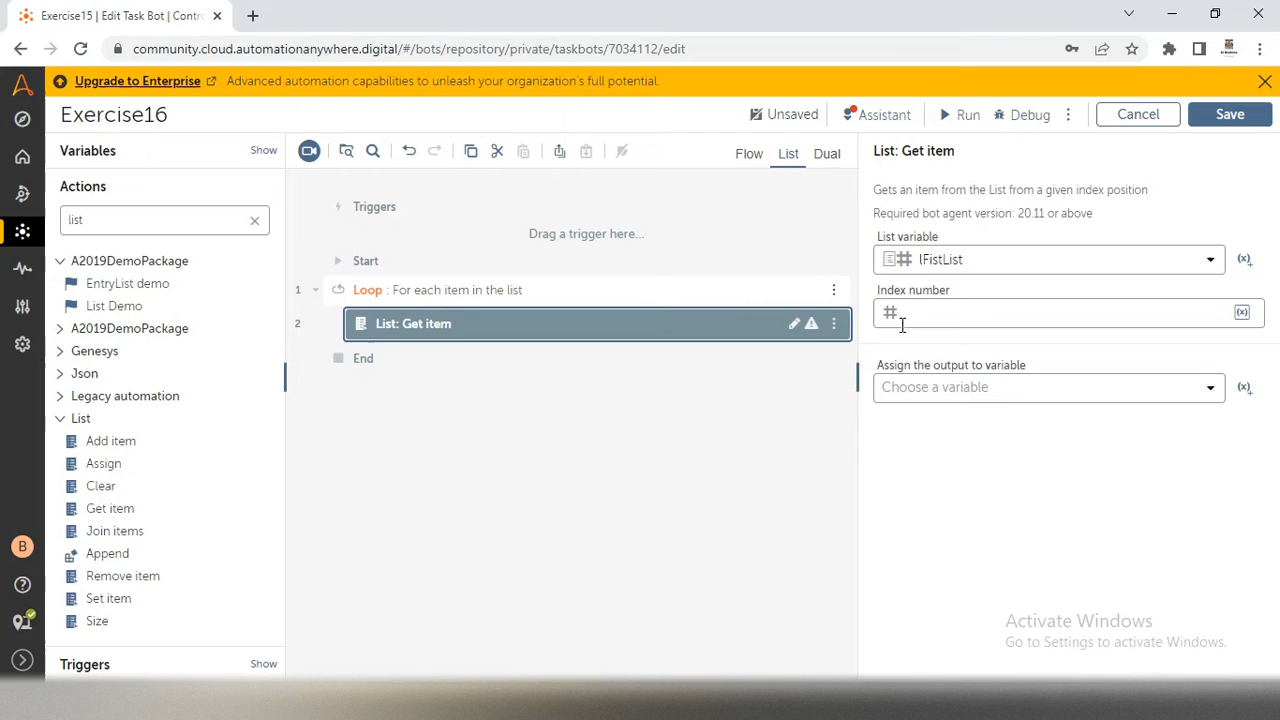 Exercise15 | Edit Task Bot | Contro
community.cloud.automationanywhere.digital/#/bots/repository/private/taskbots/7034112/edit
Upgrade to Enterprise Advanced automation capabilities to unleash your organization's full potential.
Exercise16
Unsaved
Assistant
Run
Debug
Cancel
Save
Variables
Show
Actions
list
A2019DemoPackage
EntryList demo
List Demo
A2019DemoPackage
Genesys
Json
Legacy automation
List
Add item
Assign
Clear
Get item
Join items
Append
Remove item
Set item
Size
Triggers
Show
Flow
List
Dual
Triggers
Drag a trigger here...
Start
1 Loop : For each item in the list
2 List: Get item
End
List: Get item
Gets an item from the List from a given index position
Required bot agent version: 20.11 or above
List variable
lFistList
(x)+
Index number
(x)
Assign the output to variable
Choose a variable
(x)+
B
Activate Windows
Go to Settings to activate Windows.